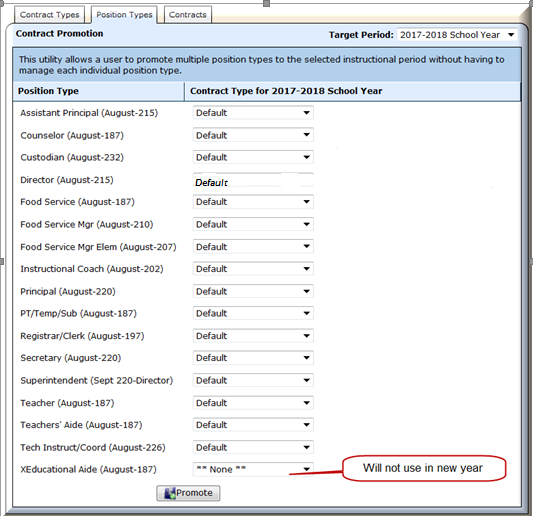 Contract Types Position Types Contracts
Contract Promotion Target Period: 2017-2018 School Year
This utility allows a user to promote multiple position types to the selected instructional period without having to
manage each individual position type.
Position Type Contract Type for 2017-2018 School Year
Assistant Principal (August-215) Default
Counselor (August-187) Default
Custodian (August-232) Default
Director (August-215) Default
Food Service (August-187) Default
Food Service Mgr (August-210) Default
Food Service Mgr Elem (August-207) Default
Instructional Coach (August-202) Default
Principal (August-220) Default
PT/Temp/Sub (August-187) Default
Registrar/Clerk (August-197) Default
Secretary (August-220) Default
Superintendent (Sept 220-Director) Default
Teacher (August-187) Default
Teachers' Aide (August-187) Default
Tech Instruct/Coord (August-226) Default
XEducational Aide (August-187) ** None ** Will not use in new year
Promote